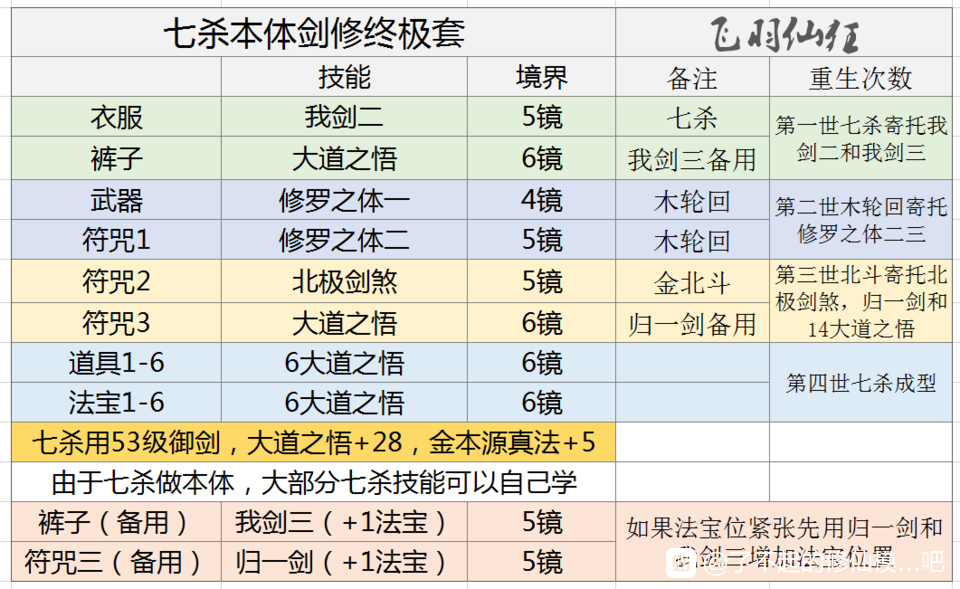 七杀本体剑修终极套 飞羽仙狂
技能 境界 备注 重生次数
衣服 我剑二 5镜 七杀 第一世七杀寄托我
剑二和我剑三
裤子 大道之悟 6镜 我剑三备用
武器 修罗之体一 4镜 木轮回 第二世木轮回寄托
修罗之体二三
符咒1 修罗之体二 5镜 木轮回
符咒2 北极剑煞 5镜 金北斗 第三世北斗寄托北
极剑煞，归一剑和
14大道之悟
符咒3 大道之悟 6镜 归一剑备用
道具1-6 6大道之悟 6镜 第四世七杀成型
法宝1-6 6大道之悟 6镜
七杀用53级御剑，大道之悟+28，金本源真法+5
由于七杀做本体，大部分七杀技能可以自己学
裤子（备用） 我剑三（+1法宝） 5镜 如果法宝位紧张先用归一剑和
我剑三增加法宝位置
符咒三（备用） 归一剑（+1法宝） 5镜
@了不起的修仙模...吧